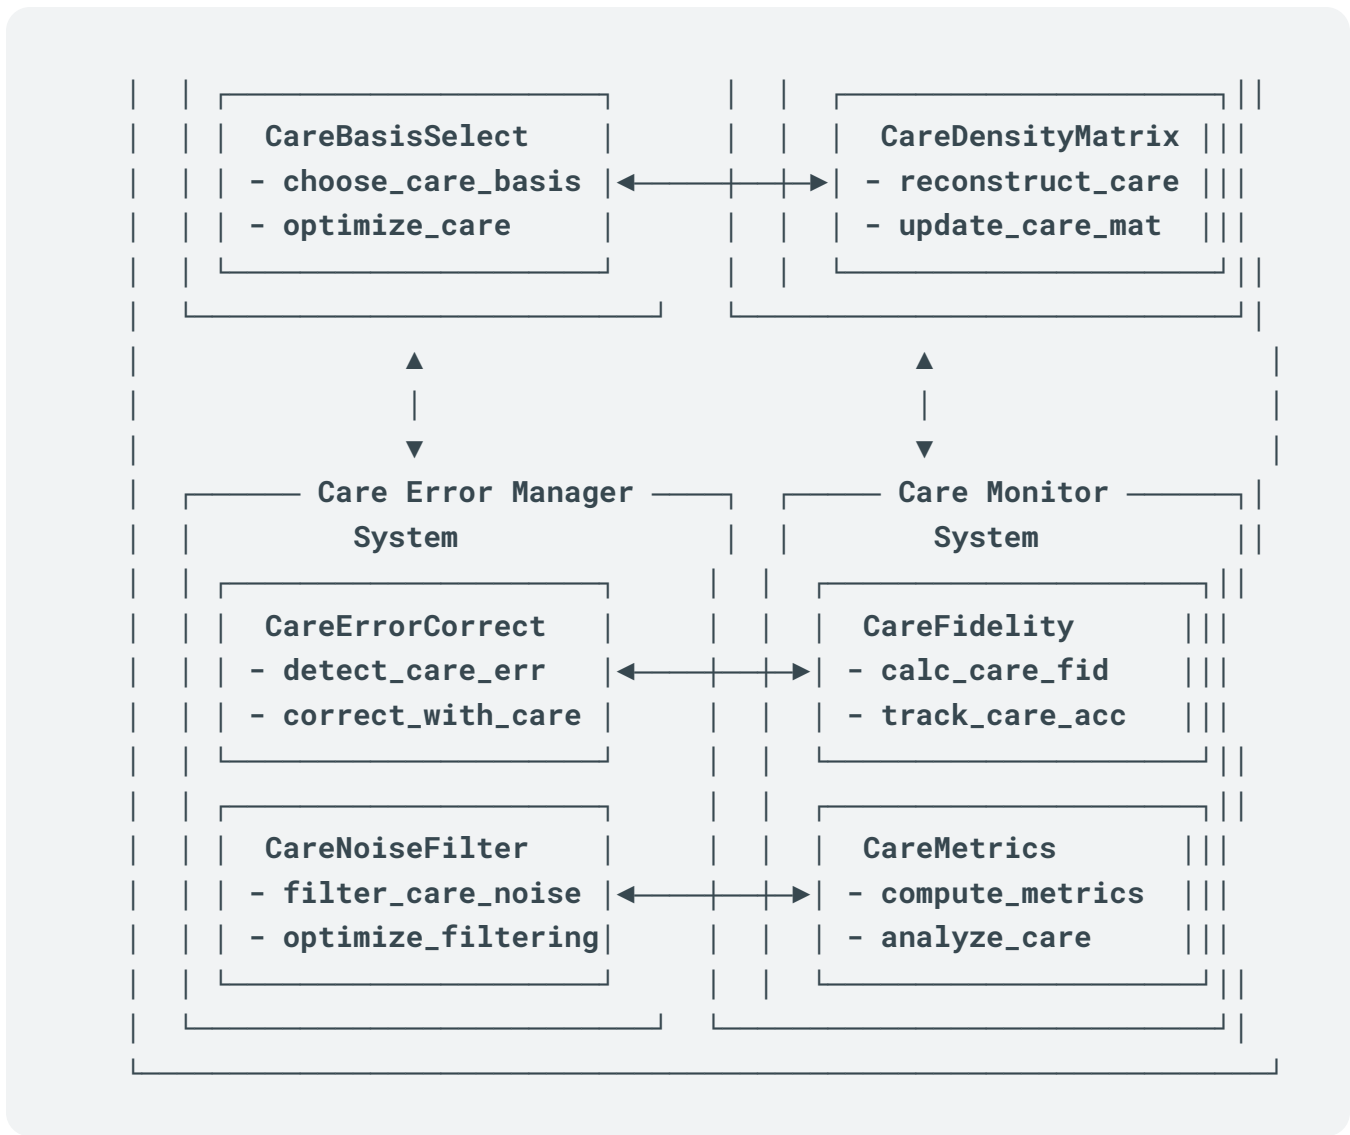 CareBasisSelect
- choose_care_basis
- optimize_care
CareDensityMatrix
- reconstruct_care
- update_care_mat
Care Error Manager
System
CareErrorCorrect
- detect_care_err
- correct_with_care
CareNoiseFilter
- filter_care_noise
- optimize_filtering
Care Monitor
System
CareFidelity
- calc_care_fid
- track_care_acc
CareMetrics
- compute_metrics
- analyze_care